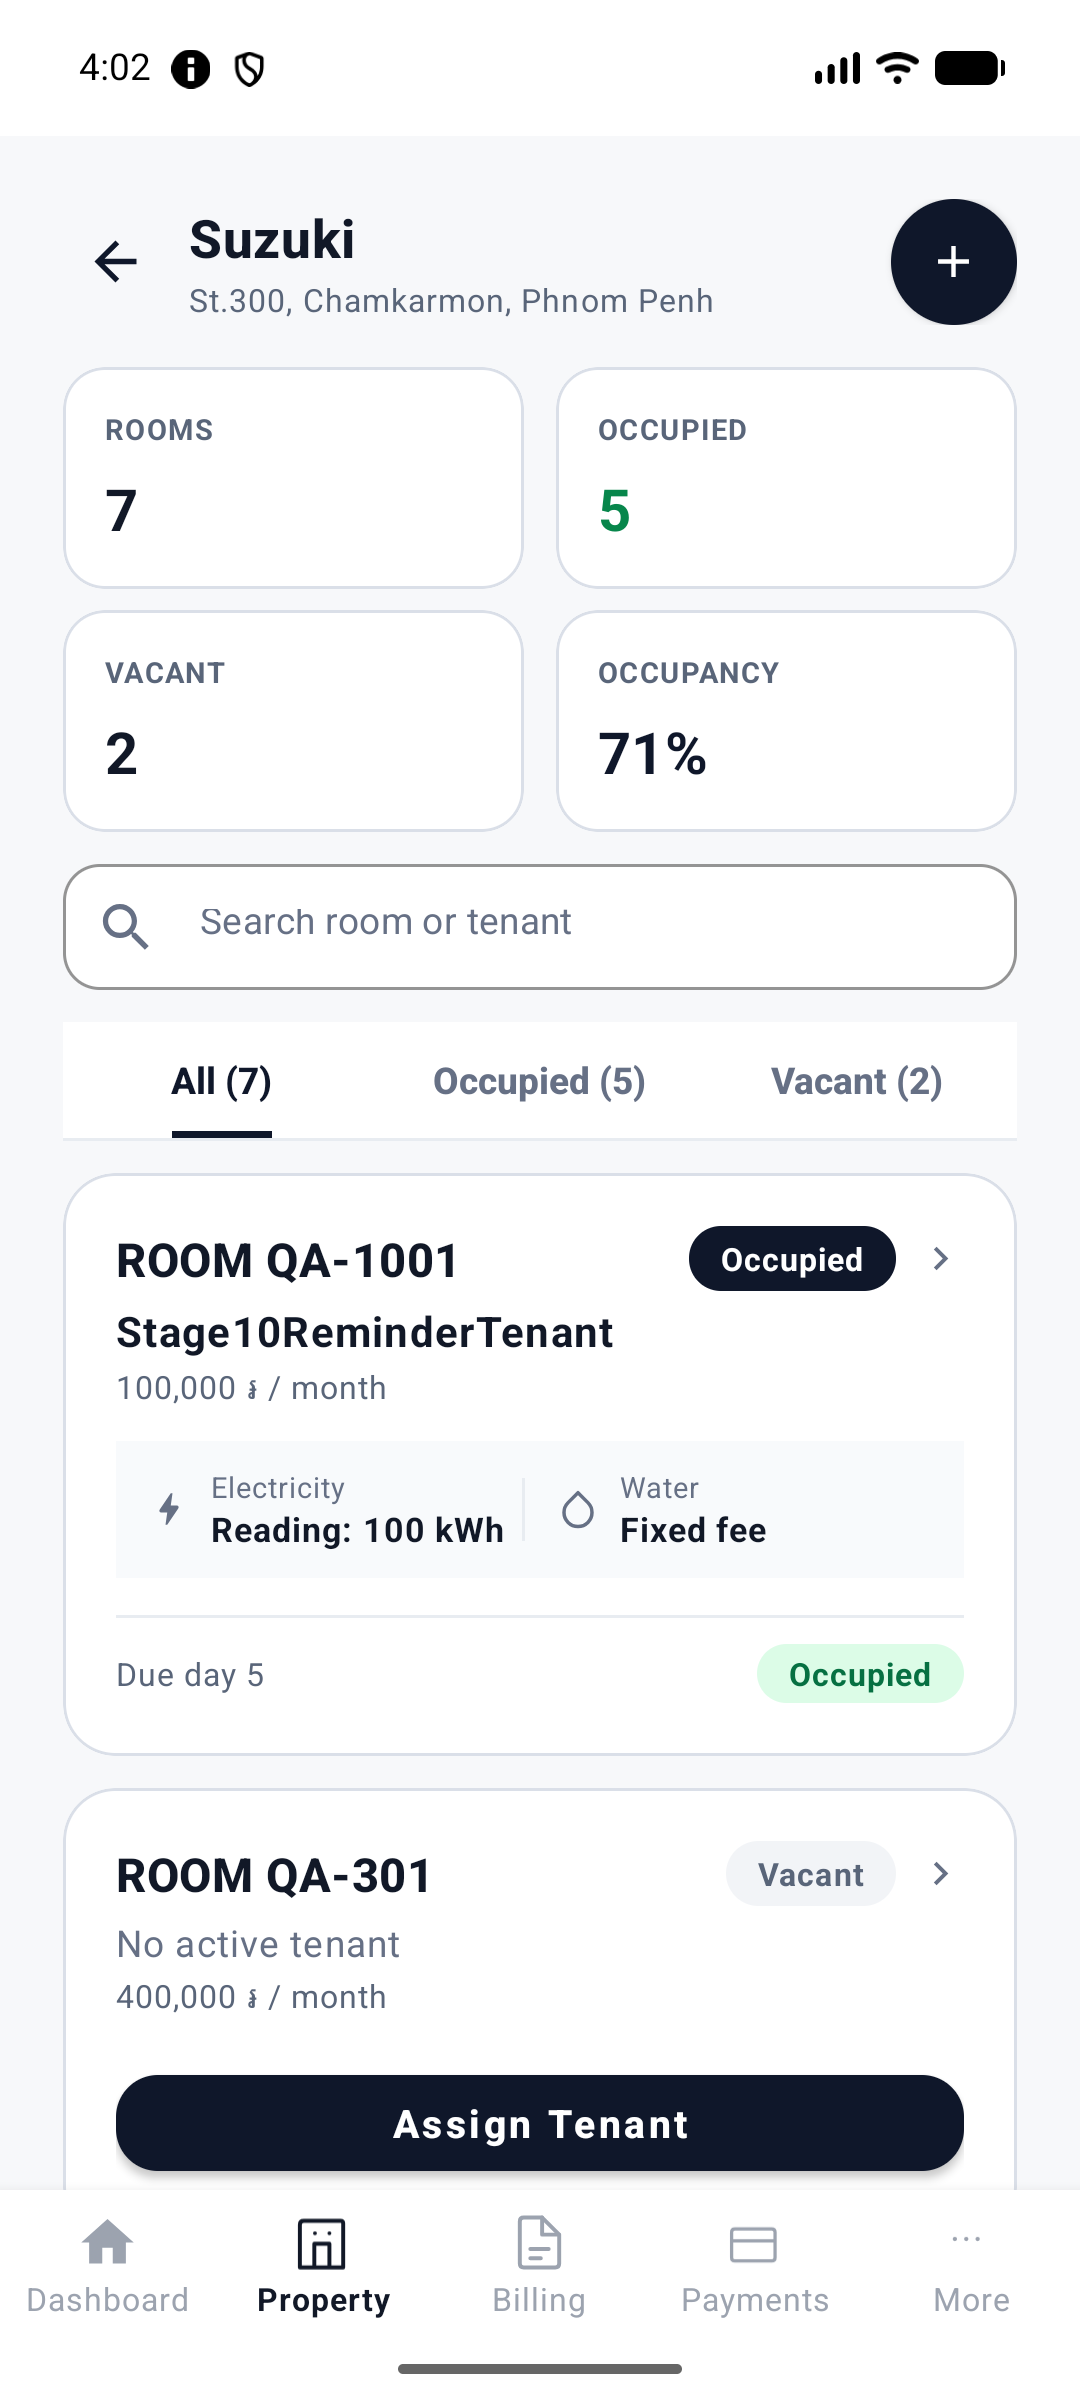 4:02
Suzuki
St.300, Chamkarmon, Phnom Penh
ROOMS
7
OCCUPIED
5
VACANT
2
OCCUPANCY
71%
Search room or tenant
All (7)
Occupied (5)
Vacant (2)
ROOM QA-1001
Occupied
Stage10ReminderTenant
100,000 ៛ / month
Electricity
Reading: 100 kWh
Water
Fixed fee
Due day 5
Occupied
ROOM QA-301
Vacant
No active tenant
400,000 ៛ / month
Assign Tenant
Dashboard
Property
Billing
Payments
More